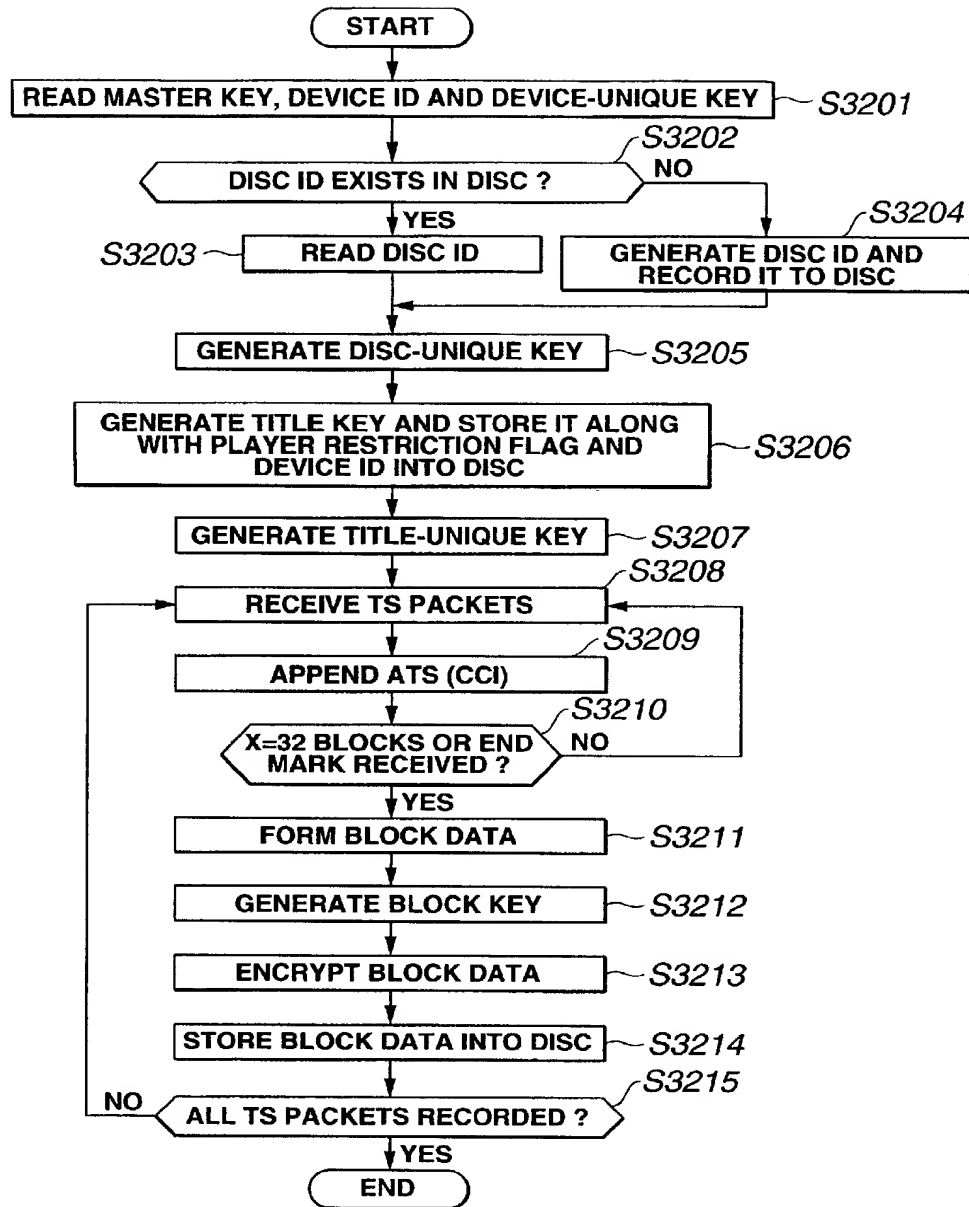 START
READ MASTER KEY, DEVICE ID AND DEVICE-UNIQUE KEY
S3201
S3202
DISC ID EXISTS IN DISC ?
NO
YES
S3203
READ DISC ID
S3204
GENERATE DISC ID AND
RECORD IT TO DISC
GENERATE DISC-UNIQUE KEY
S3205
GENERATE TITLE KEY AND STORE IT ALONG
WITH PLAYER RESTRICTION FLAG AND
DEVICE ID INTO DISC
S3206
GENERATE TITLE-UNIQUE KEY
S3207
S3208
RECEIVE TS PACKETS
S3209
APPEND ATS (CCI)
S3210
X=32 BLOCKS OR END
MARK RECEIVED ?
NO
YES
FORM BLOCK DATA
S3211
GENERATE BLOCK KEY
S3212
ENCRYPT BLOCK DATA
S3213
STORE BLOCK DATA INTO DISC
S3214
S3215
NO
ALL TS PACKETS RECORDED ?
YES
END